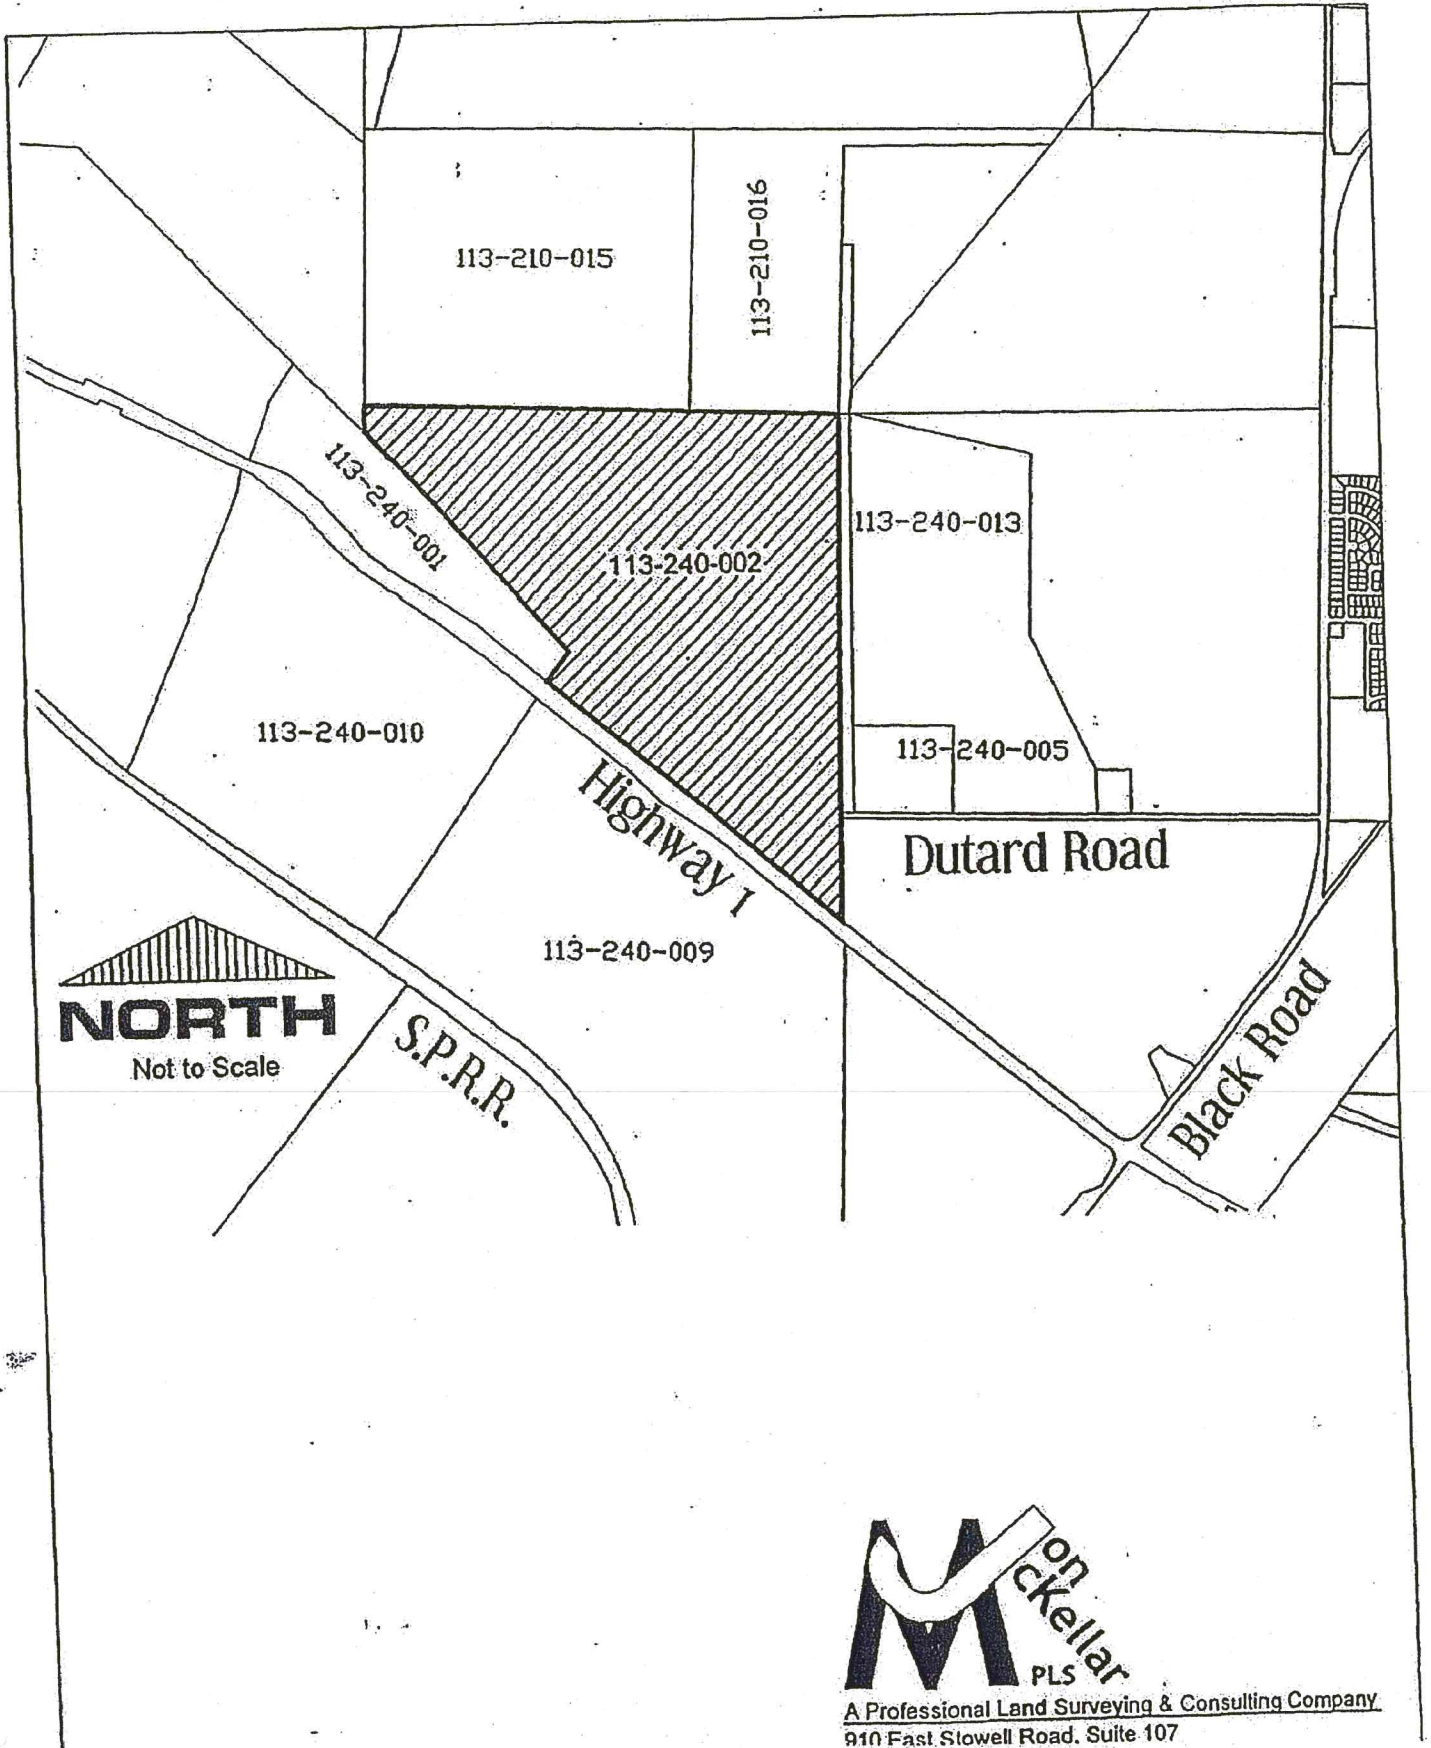 113-210-015
113-210-016
113-240-001
113-240-002
113-240-013
113-240-010
113-240-005
Highway 1
Dutard Road
113-240-009
NORTH
Not to Scale
S.P.R.R.
Black Road
on
cKellar
PLS
A Professional Land Surveying & Consulting Company
910 East Stowell Road, Suite 107